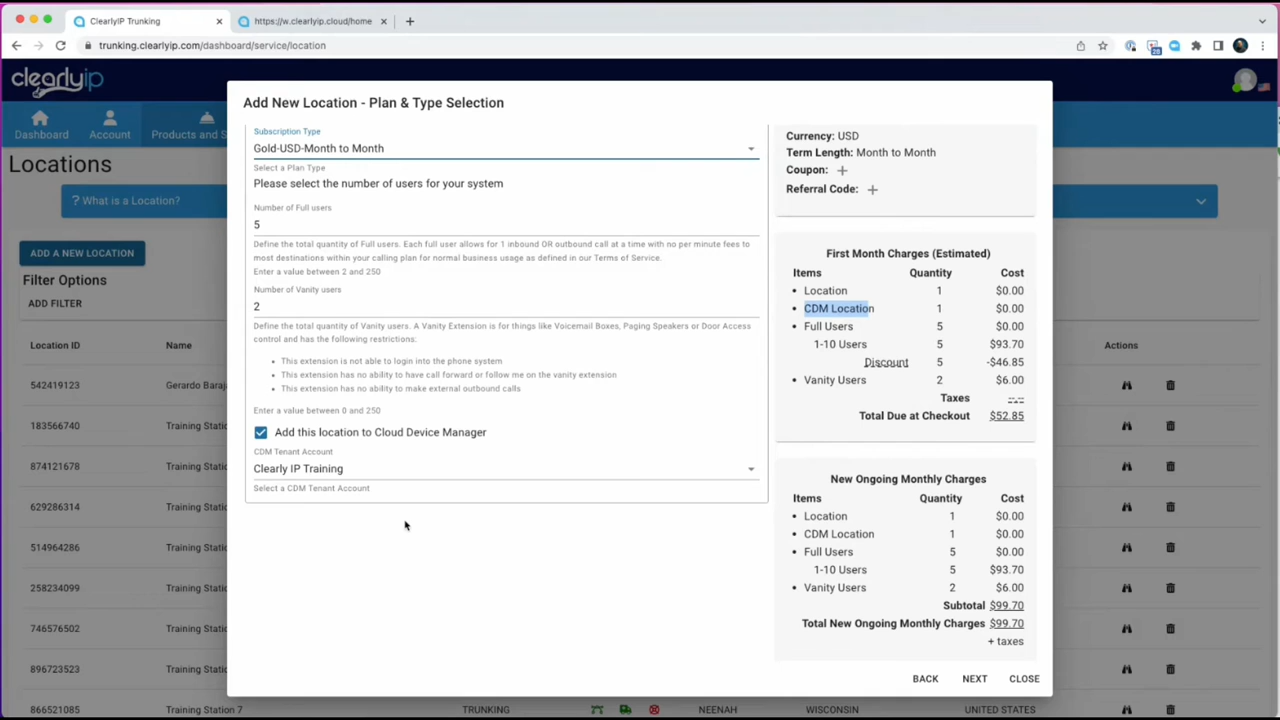 ClearlyIP Trunking
https://w.clearlyip.cloud/home
trunking.clearlyip.com/dashboard/service/location
clearlyip
Dashboard
Account
Products and S
Locations
? What is a Location?
ADD A NEW LOCATION
Filter Options
ADD FILTER
Location ID Name Actions
542419123 Gerardo Baraj
183566740 Training Statio
874121678 Training Statio
629286314 Training Statio
514964286 Training Statio
258234099 Training Statio
746576502 Training Statio
896723523 Training Statio
866521085 Training Station 7 TRUNKING NEENAH WISCONSIN UNITED STATES
Add New Location - Plan & Type Selection
Subscription Type
Gold-USD-Month to Month
Select a Plan Type
Please select the number of users for your system
Number of Full users
5
Define the total quantity of Full users. Each full user allows for 1 inbound OR outbound call at a time with no per minute fees to
most destinations within your calling plan for normal business usage as defined in our Terms of Service.
Enter a value between 2 and 250
Number of Vanity users
2
Define the total quantity of Vanity users. A Vanity Extension is for things like Voicemail Boxes, Paging Speakers or Door Access
control and has the following restrictions:
• This extension is not able to login into the phone system
• This extension has no ability to have call forward or follow me on the vanity extension
• This extension has no ability to make external outbound calls
Enter a value between 0 and 250
Add this location to Cloud Device Manager
CDM Tenant Account
Clearly IP Training
Select a CDM Tenant Account
Currency: USD
Term Length: Month to Month
Coupon: +
Referral Code: +
First Month Charges (Estimated)
Items Quantity Cost
• Location 1 $0.00
• CDM Location 1 $0.00
• Full Users 5 $0.00
1-10 Users 5 $93.70
Discount 5 -$46.85
• Vanity Users 2 $6.00
Taxes --.--
Total Due at Checkout $52.85
New Ongoing Monthly Charges
Items Quantity Cost
• Location 1 $0.00
• CDM Location 1 $0.00
• Full Users 5 $0.00
1-10 Users 5 $93.70
• Vanity Users 2 $6.00
Subtotal $99.70
Total New Ongoing Monthly Charges $99.70
+ taxes
BACK NEXT CLOSE